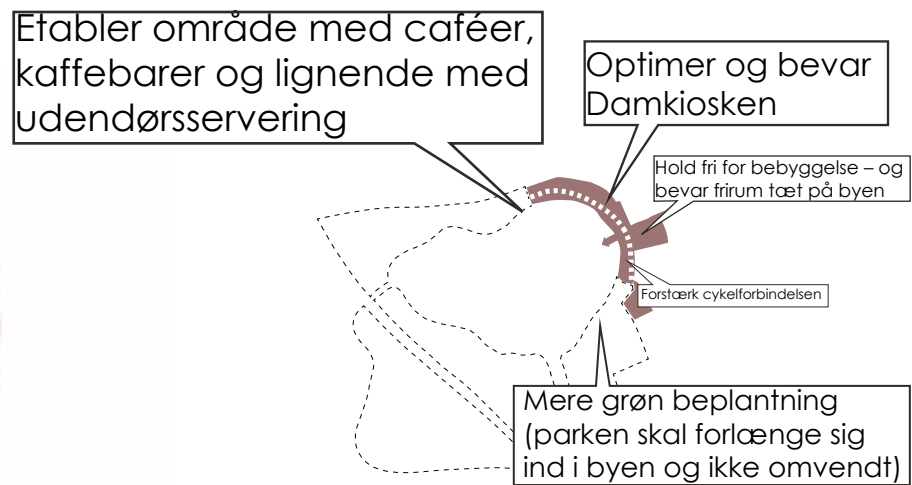 Etabler område med caféer,
kaffebarer og lignende med
udendørsservering
Optimer og bevar
Damkiosken
Hold fri for bebyggelse – og
bevar frirum tæt på byen
Forstærk cykelforbindelsen
Mere grøn beplantning
(parken skal forlænge sig
ind i byen og ikke omvendt)